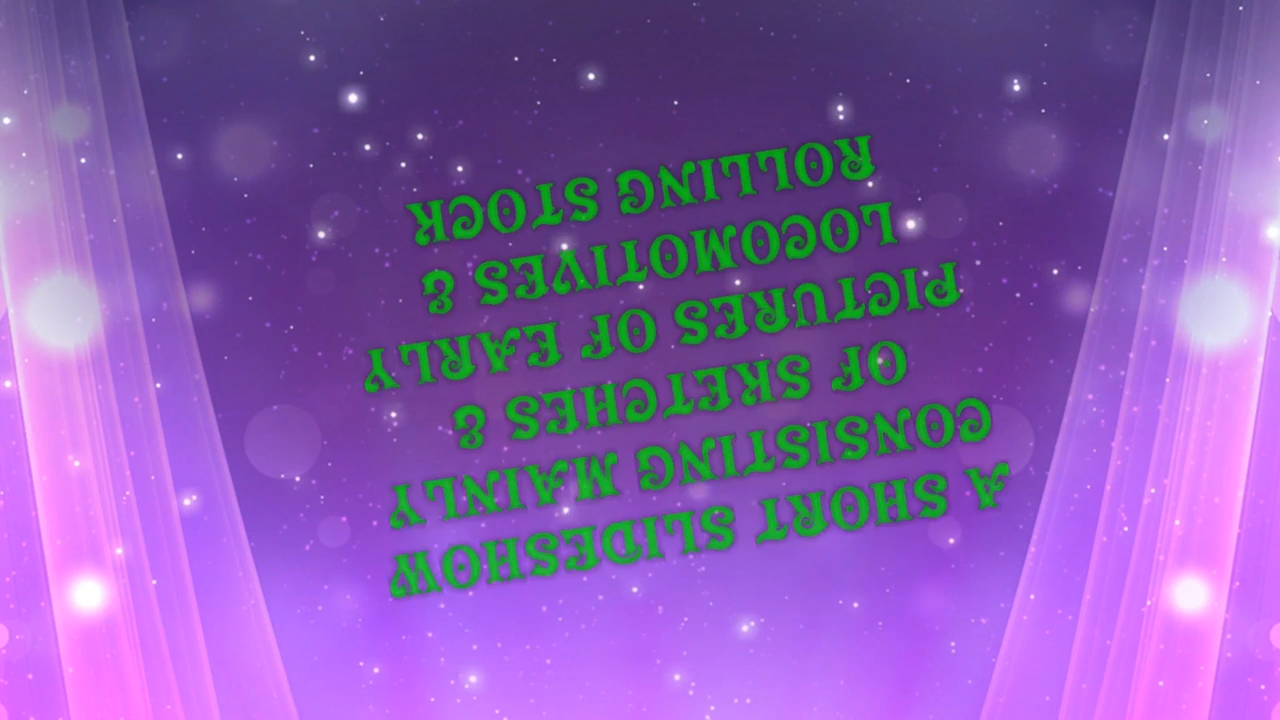 A SHORT SLIDESHOW
CONSISTING MAINLY
OF SKETCHES &
PICTURES OF EARLY
LOCOMOTIVES &
ROLLING STOCK